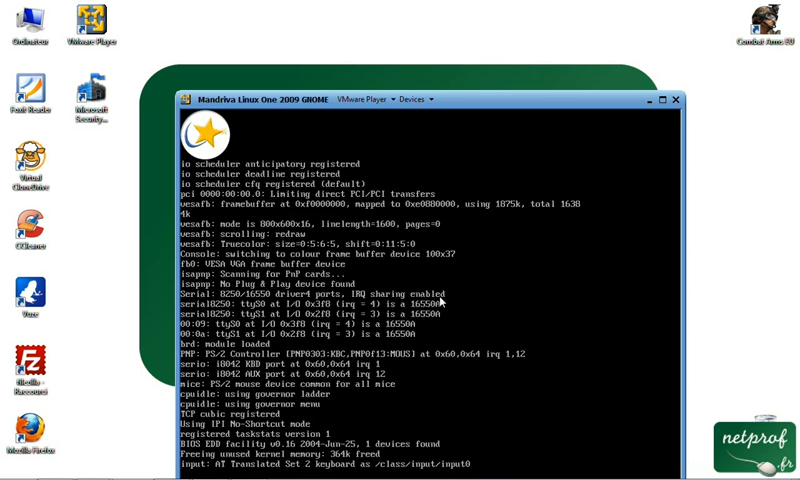 Ordinateur
VMware Player
Combat Arms EU
Foxit Reader
Microsoft
Security...
Virtual
CloneDrive
CCleaner
Vuze
filezilla -
Raccourci
Mozilla Firefox
Mandriva Linux One 2009 GNOME
VMware Player
Devices
io scheduler anticipatory registered
io scheduler deadline registered
io scheduler cfq registered (default)
pci 0000:00:00.0: Limiting direct PCI/PCI transfers
vesafb: framebuffer at 0xf0000000, mapped to 0xe0880000, using 1875k, total 1638
4k
vesafb: mode is 800x600x16, linelength=1600, pages=0
vesafb: scrolling: redraw
vesafb: Truecolor: size=0:5:6:5, shift=0:11:5:0
Console: switching to colour frame buffer device 100x37
fb0: VESA VGA frame buffer device
isapnp: Scanning for PnP cards...
isapnp: No Plug & Play device found
Serial: 8250/16550 driver4 ports, IRQ sharing enabled
serial8250: ttyS0 at I/O 0x3f8 (irq = 4) is a 16550A
serial8250: ttyS1 at I/O 0x2f8 (irq = 3) is a 16550A
00:09: ttyS0 at I/O 0x3f8 (irq = 4) is a 16550A
00:0a: ttyS1 at I/O 0x2f8 (irq = 3) is a 16550A
brd: module loaded
PNP: PS/2 Controller [PNP0303:KBC,PNP0f13:MOUS] at 0x60,0x64 irq 1,12
serio: i8042 KBD port at 0x60,0x64 irq 1
serio: i8042 AUX port at 0x60,0x64 irq 12
mice: PS/2 mouse device common for all mice
cpuidle: using governor ladder
cpuidle: using governor menu
TCP cubic registered
Using IPI No-Shortcut mode
registered taskstats version 1
BIOS EDD facility v0.16 2004-Jun-25, 1 devices found
Freeing unused kernel memory: 364k freed
input: AT Translated Set 2 keyboard as /class/input/input0
netprof
.fr